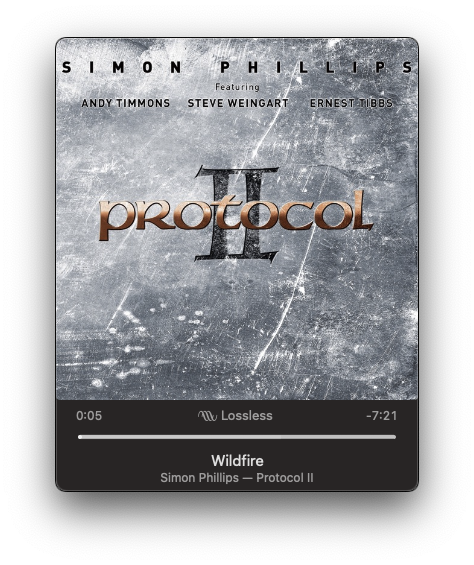 SIMON PHILLIPS
Featuring
ANDY TIMMONS STEVE WEINGART ERNEST TIBBS
II
protocol
0:05 Lossless -7:21
Wildfire
Simon Phillips — Protocol II